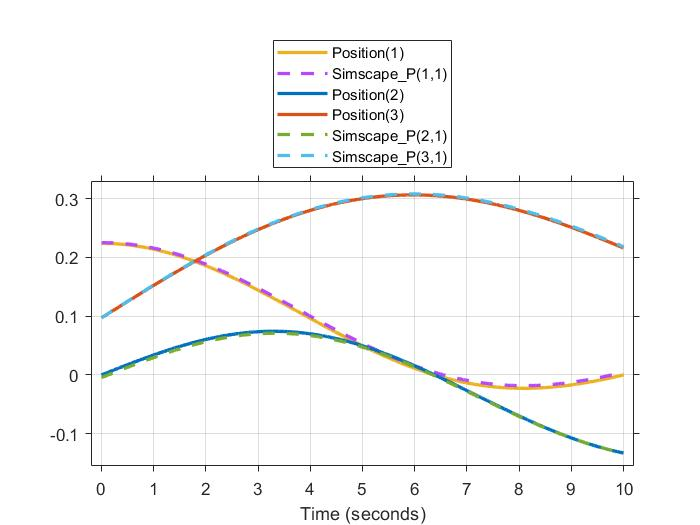 Position(1)
Simscape_P(1,1)
Position(2)
Position(3)
Simscape_P(2,1)
Simscape_P(3,1)
0.3
0.2
0.1
0
-0.1
0 1 2 3 4 5 6 7 8 9 10
Time (seconds)